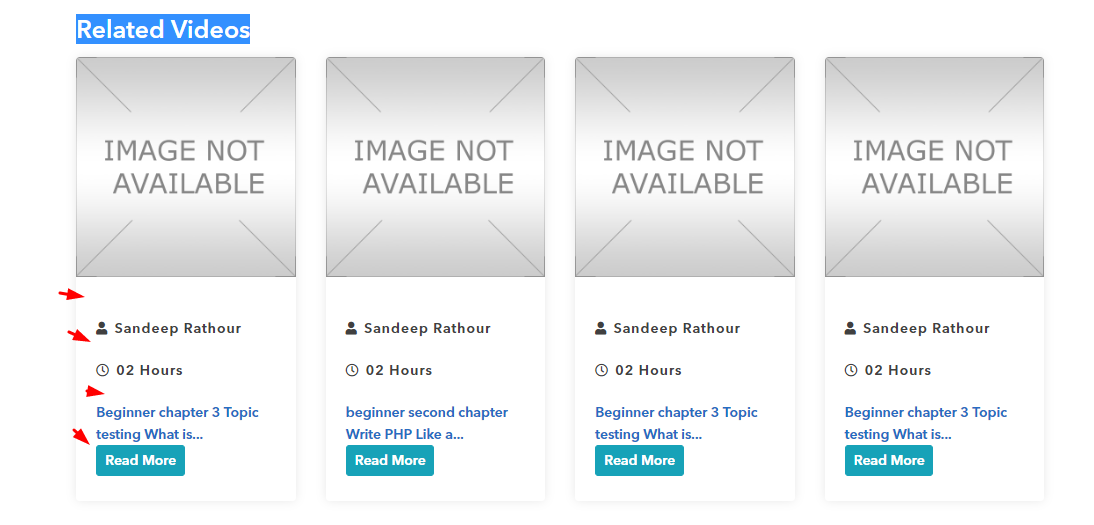 Related Videos
IMAGE NOT
AVAILABLE
Sandeep Rathour
02 Hours
Beginner chapter 3 Topic
testing What is...
Read More
IMAGE NOT
AVAILABLE
Sandeep Rathour
02 Hours
beginner second chapter
Write PHP Like a...
Read More
IMAGE NOT
AVAILABLE
Sandeep Rathour
02 Hours
Beginner chapter 3 Topic
testing What is...
Read More
IMAGE NOT
AVAILABLE
Sandeep Rathour
02 Hours
Beginner chapter 3 Topic
testing What is...
Read More